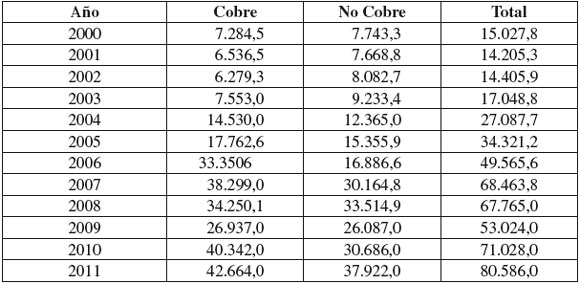 Año Cobre No Cobre Total
2000 7.284,5 7.743,3 15.027,8
2001 6.536,5 7.668,8 14.205,3
2002 6.279,3 8.082,7 14.405,9
2003 7.553,0 9.233,4 17.048,8
2004 14.530,0 12.365,0 27.087,7
2005 17.762,6 15.355,9 34.321,2
2006 33.3506 16.886,6 49.565,6
2007 38.299,0 30.164,8 68.463,8
2008 34.250,1 33.514,9 67.765,0
2009 26.937,0 26.087,0 53.024,0
2010 40.342,0 30.686,0 71.028,0
2011 42.664,0 37.922,0 80.586,0